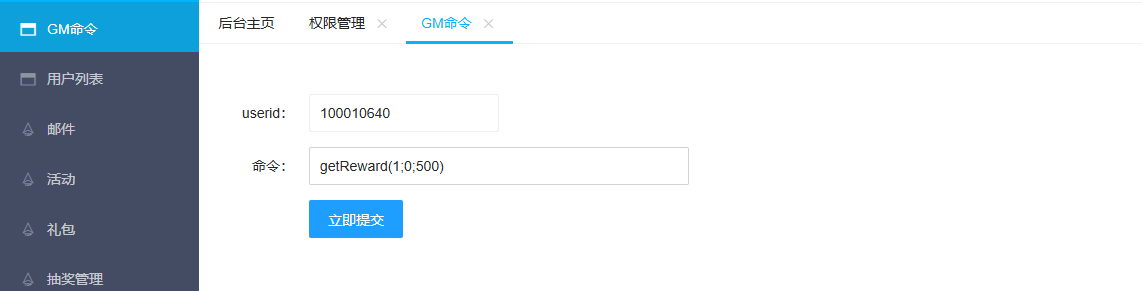 GM命令
用户列表
邮件
活动
礼包
抽奖管理
后台主页 权限管理 GM命令
userid: 100010640
命令: getReward(1;0;500)
立即提交